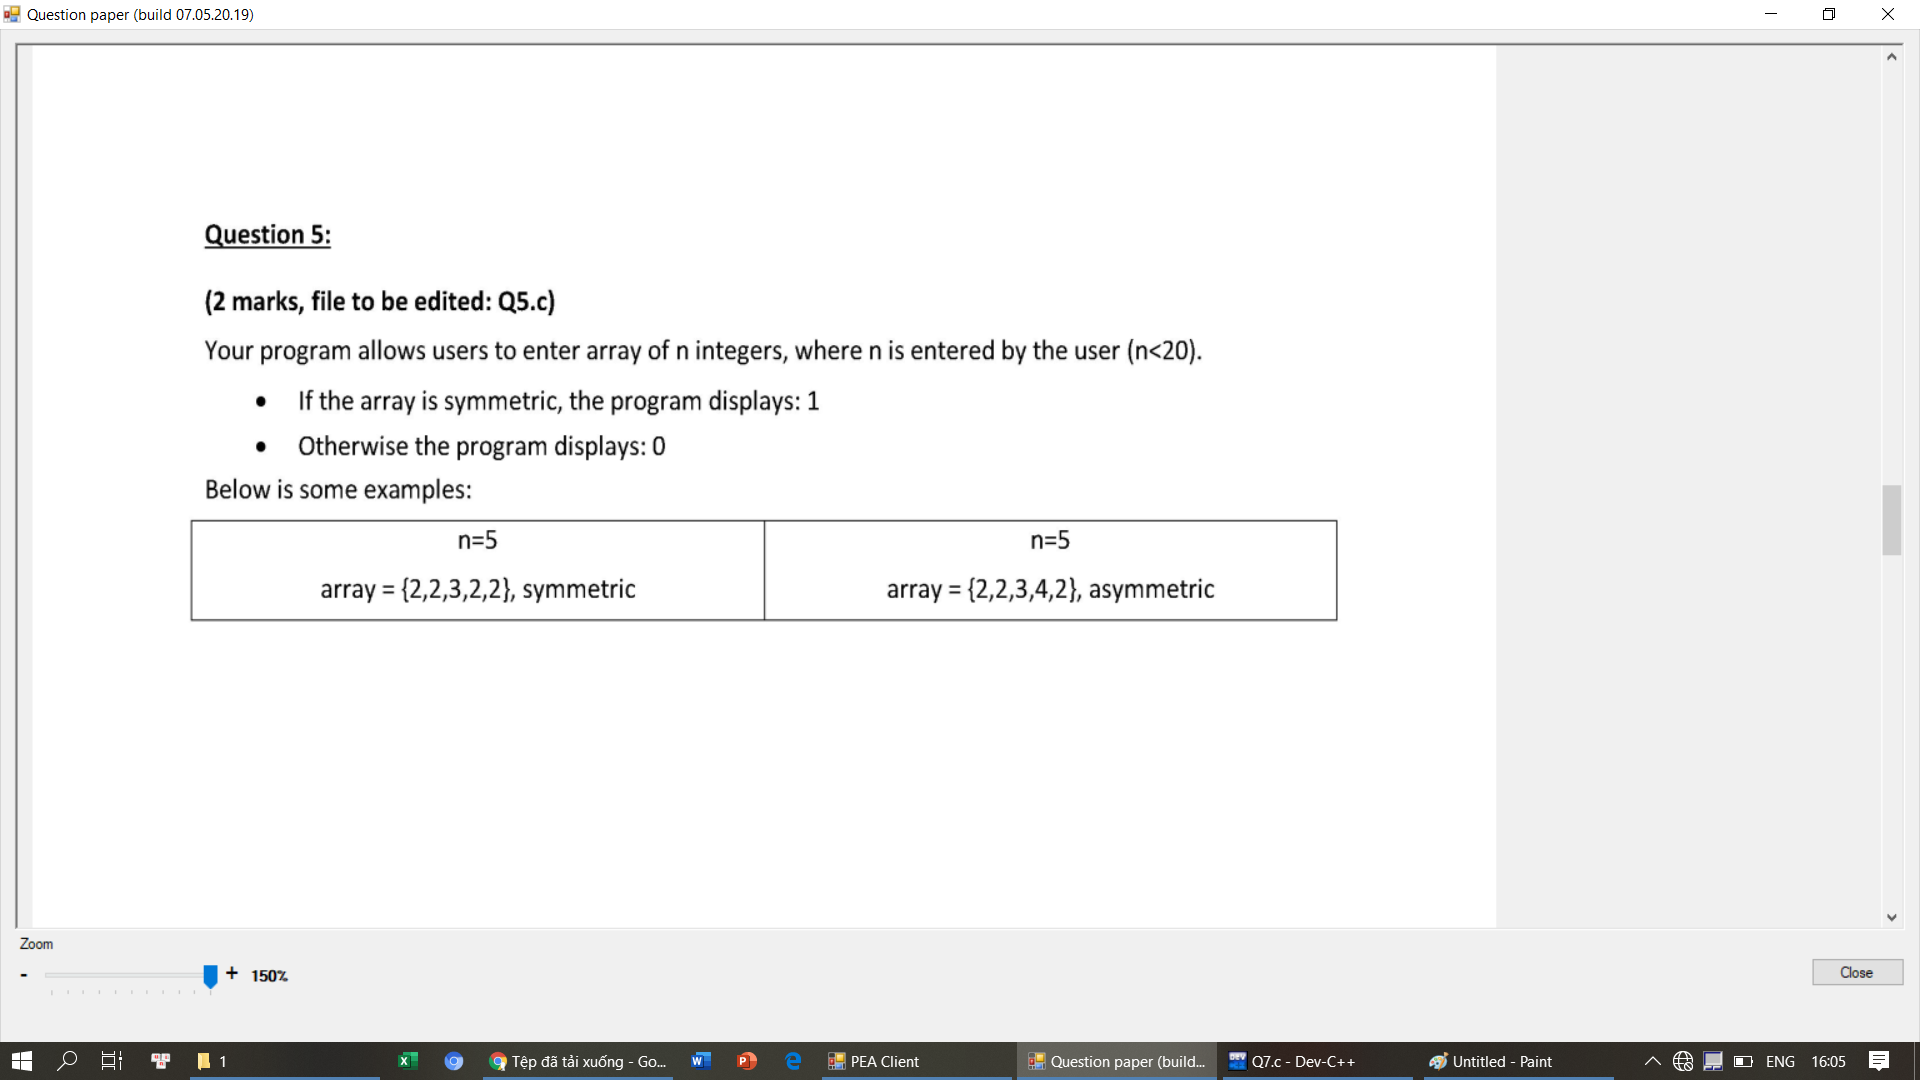 Question paper (build 07.05.20.19)
Question 5:
(2 marks, file to be edited: Q5.c)
Your program allows users to enter array of n integers, where n is entered by the user (n<20).
• If the array is symmetric, the program displays: 1
• Otherwise the program displays: 0
Below is some examples:
n=5
array = {2,2,3,2,2}, symmetric
n=5
array = {2,2,3,4,2}, asymmetric
Zoom
- + 150%
Close
1 Tệp đã tải xuống - Go... PEA Client Question paper (build... Q7.c - Dev-C++ Untitled - Paint ENG 16:05